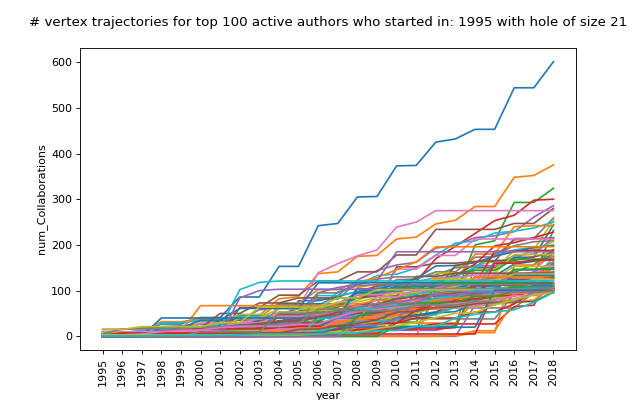 # vertex trajectories for top 100 active authors who started in: 1995 with hole of size 21
600
500
400
300
200
100
0
num_Collaborations
1995 1996 1997 1998 1999 2000 2001 2002 2003 2004 2005 2006 2007 2008 2009 2010 2011 2012 2013 2014 2015 2016 2017 2018
year